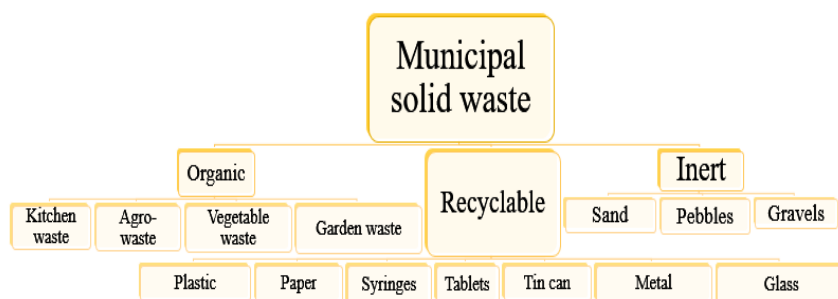 Municipal
solid waste
Organic
Recyclable
Inert
Kitchen
waste
Agro-
waste
Vegetable
waste
Garden waste
Sand
Pebbles
Gravels
Plastic
Paper
Syringes
Tablets
Tin can
Metal
Glass